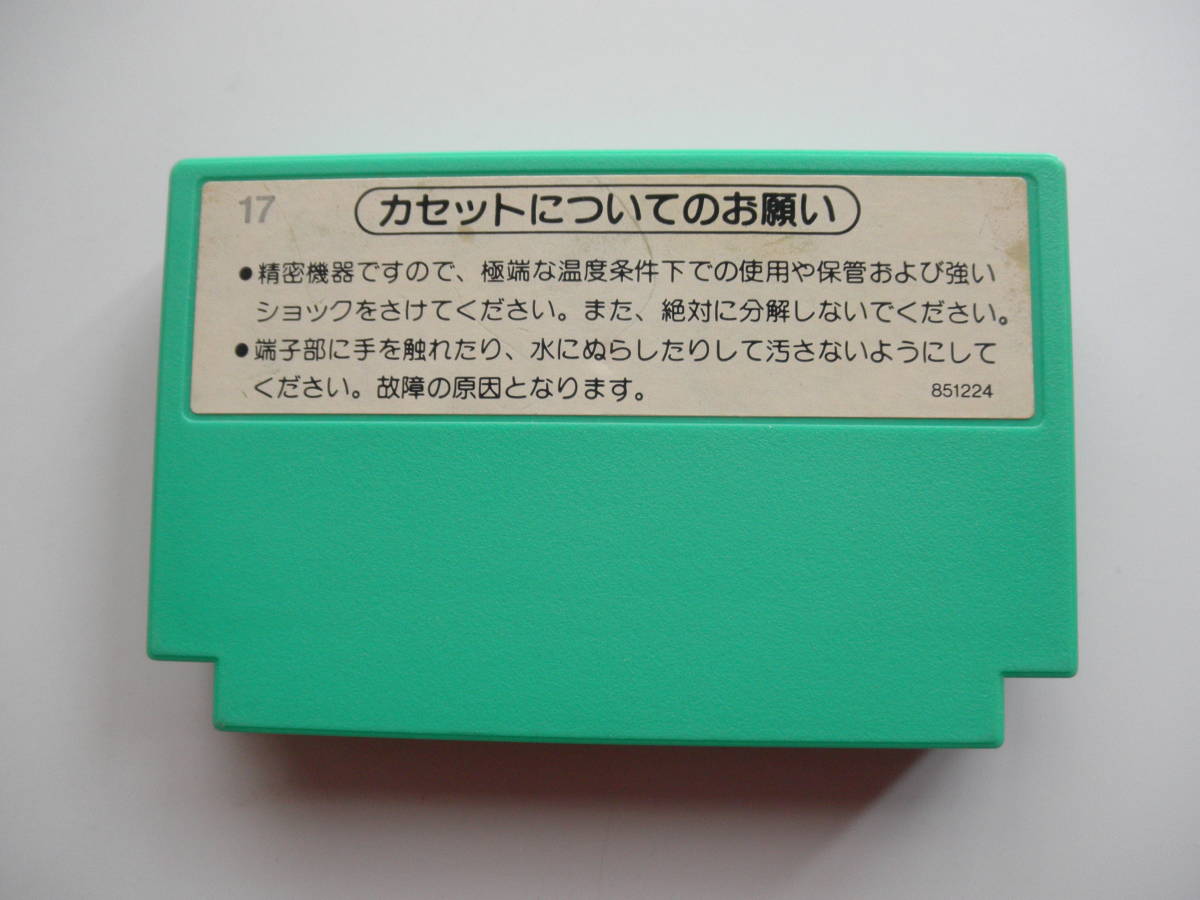 17
カセットについてのお願い
●精密機器ですので、極端な温度条件下での使用や保管および強い
ショックをさけてください。また、絶対に分解しないでください。
●端子部に手を触れたり、水にぬらしたりして汚さないようにして
ください。故障の原因となります。
851224